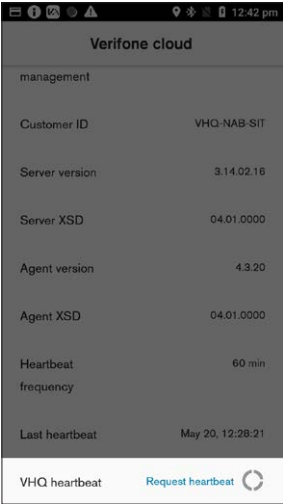 12:42 pm
Verifone cloud
management
Customer ID VHQ-NAB-SIT
Server version 3.14.02.16
Server XSD 04.01.0000
Agent version 4.3.20
Agent XSD 04.01.0000
Heartbeat 60 min
frequency
Last heartbeat May 20, 12:28:21
VHQ heartbeat Request heartbeat